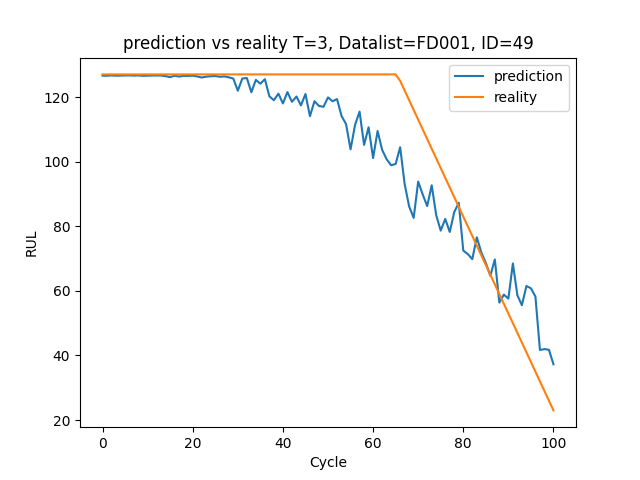 prediction vs reality T=3, Datalist=FD001, ID=49
prediction
reality
120
100
80
60
40
20
RUL
0 20 40 60 80 100
Cycle